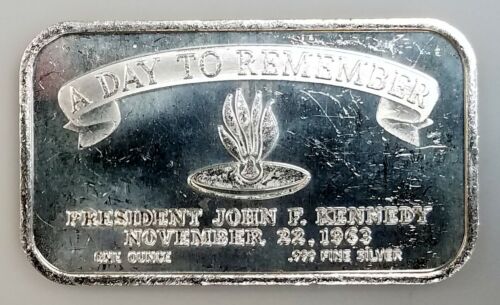 A DAY TO REMEMBER
PRESIDENT JOHN F. KENNEDY
NOVEMBER 22, 1963
ONE OUNCE .999 FINE SILVER